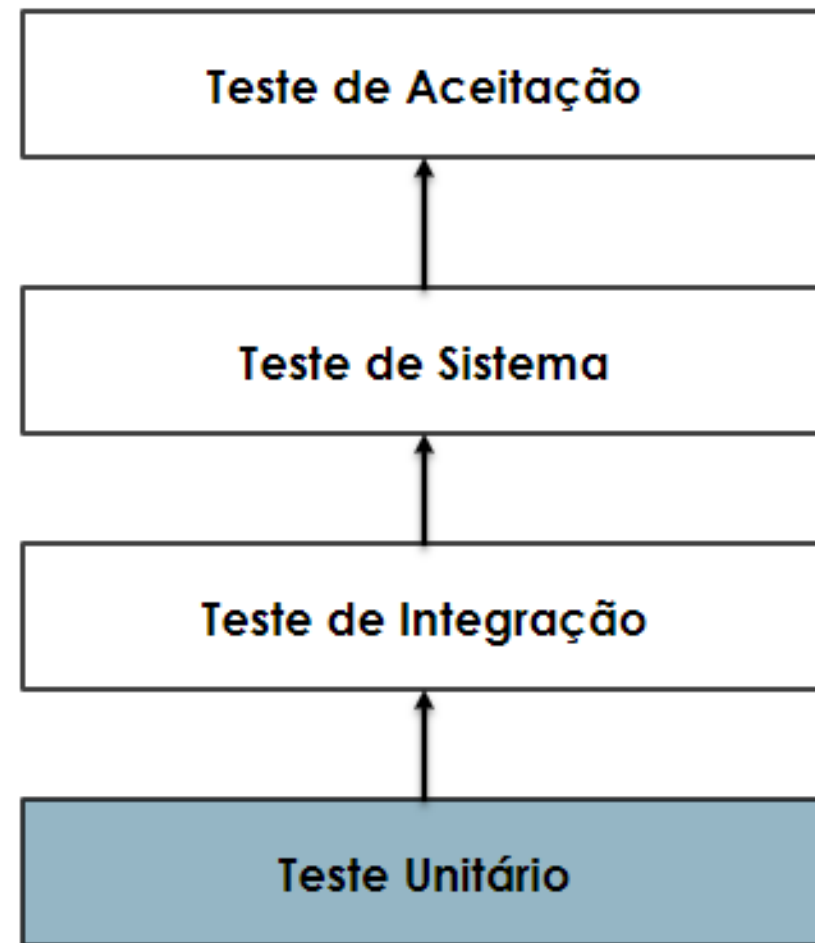 Teste de Aceitação
Teste de Sistema
Teste de Integração
Teste Unitário